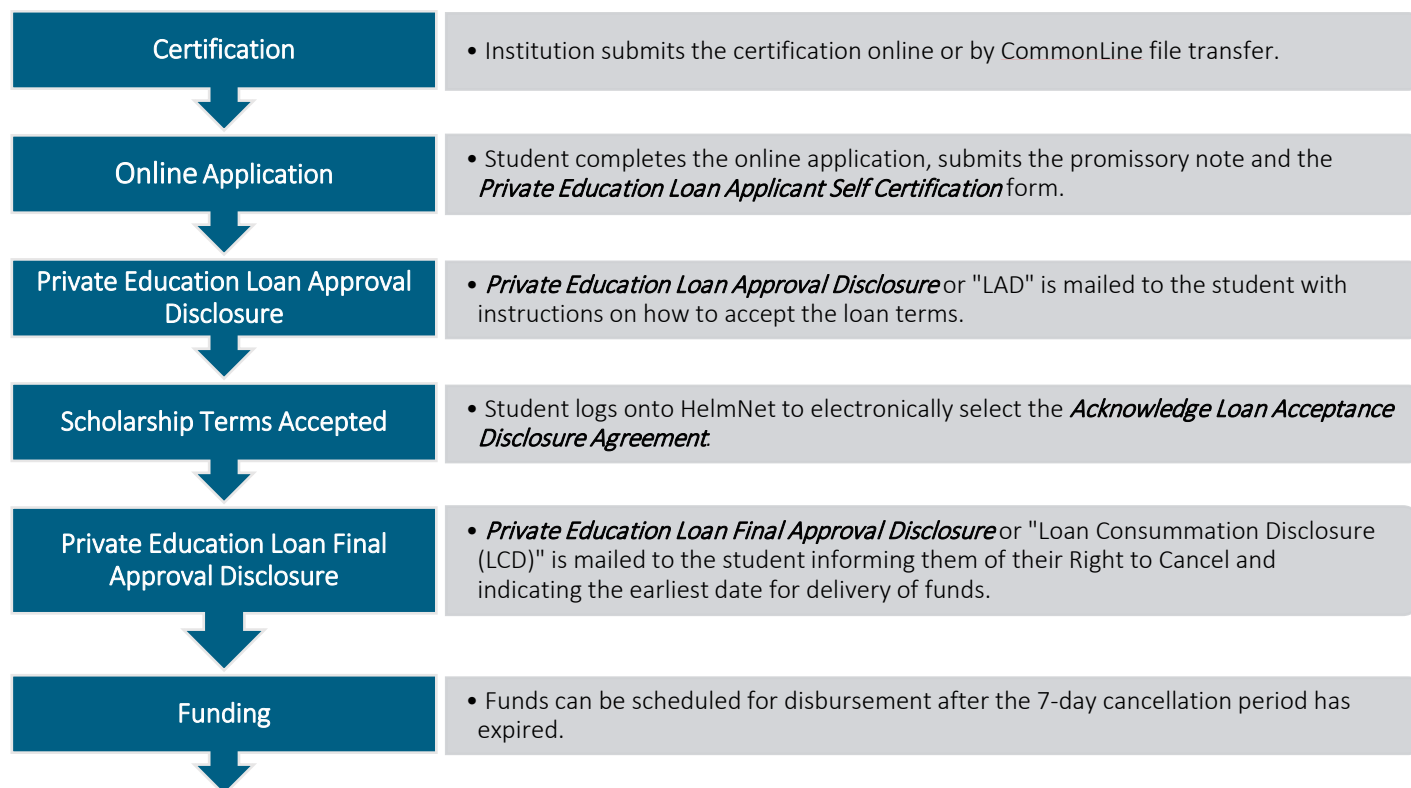 Certification
• Institution submits the certification online or by CommonLine file transfer.
Online Application
• Student completes the online application, submits the promissory note and the
Private Education Loan Applicant Self Certification form.
Private Education Loan Approval
Disclosure
• Private Education Loan Approval Disclosure or "LAD" is mailed to the student with
instructions on how to accept the loan terms.
Scholarship Terms Accepted
• Student logs onto HelmNet to electronically select the Acknowledge Loan Acceptance
Disclosure Agreement.
Private Education Loan Final
Approval Disclosure
• Private Education Loan Final Approval Disclosure or "Loan Consummation Disclosure
(LCD)" is mailed to the student informing them of their Right to Cancel and
indicating the earliest date for delivery of funds.
Funding
• Funds can be scheduled for disbursement after the 7-day cancellation period has
expired.